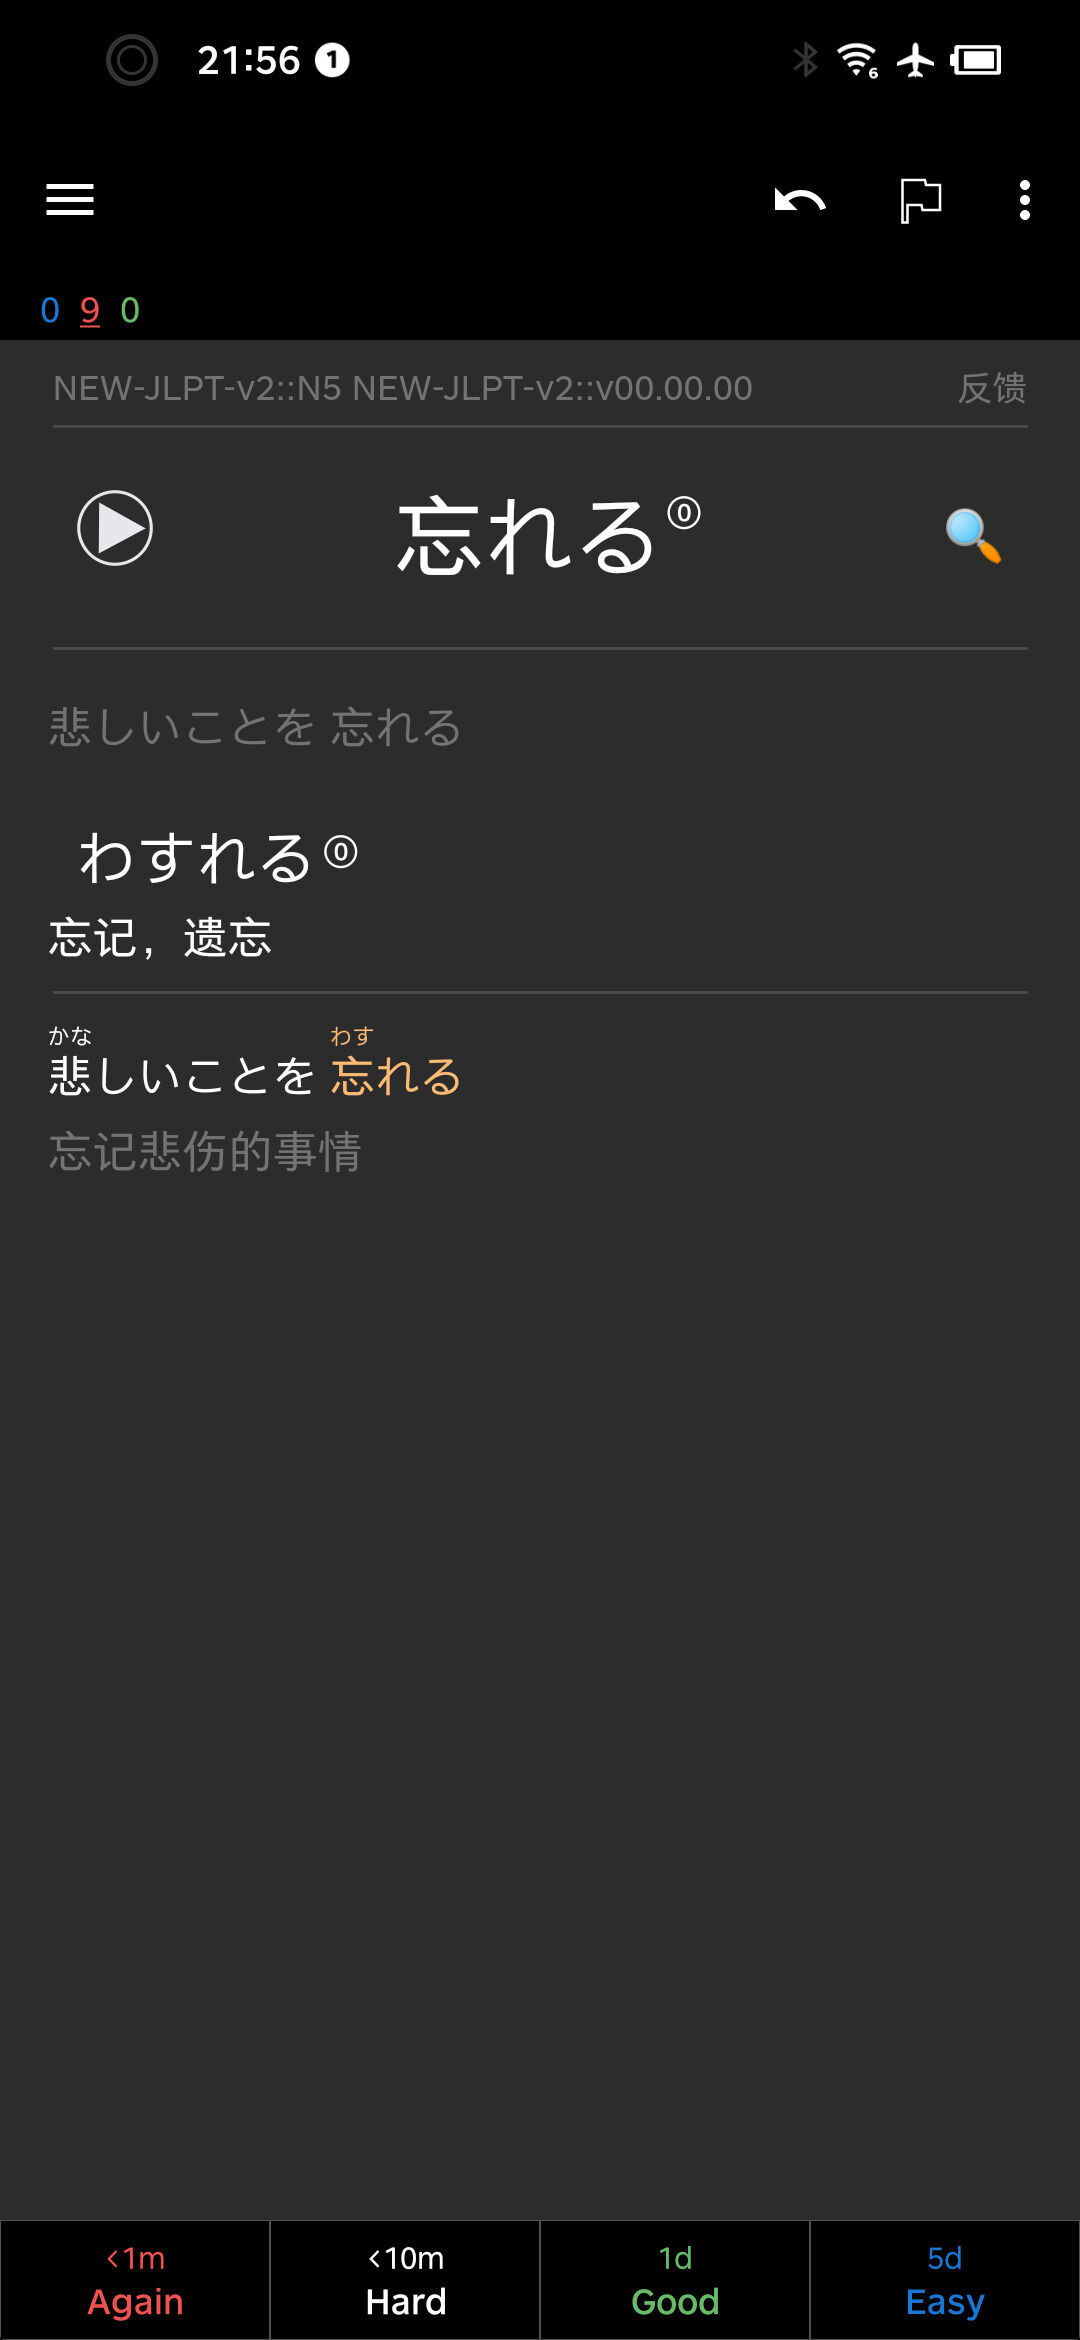 21:56 1
6
0 9 0
NEW-JLPT-v2::N5 NEW-JLPT-v2::v00.00.00 反馈
忘れる⓪
悲しいことを 忘れる
わすれる⓪
忘记，遗忘
かな わす
悲しいことを 忘れる
忘记悲伤的事情
<1m <10m 1d 5d
Again Hard Good Easy